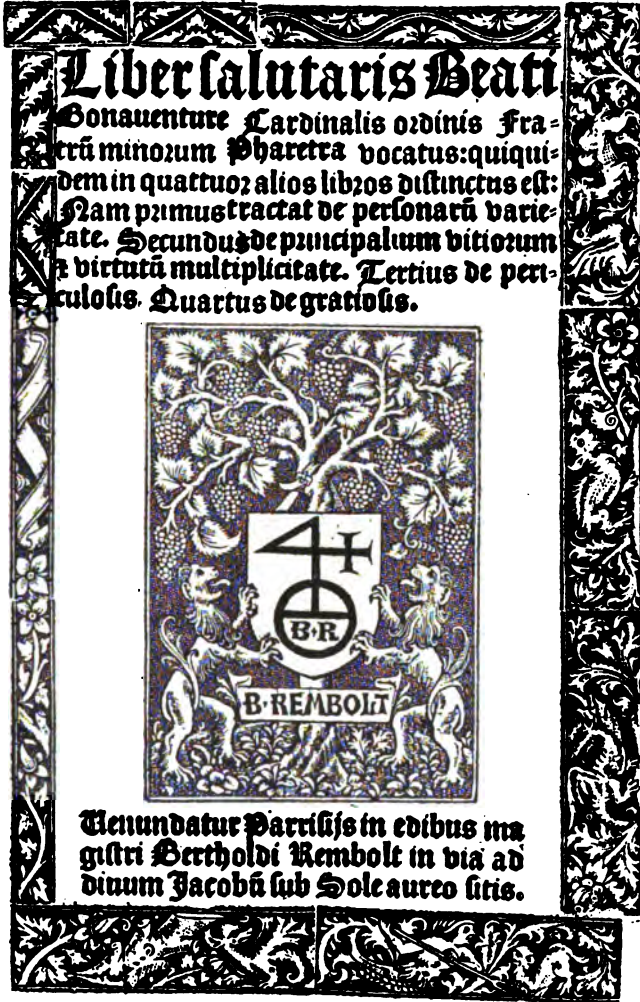 Liber salutaris Beati
Bonauenture Cardinalis ordinis Fra-
trū minorum Pharetra vocatus: quiqui-
dem in quattuor alios libros distinctus est:
Nam primus tractat de personarū varie-
tate. Secundus de principalium vitiorum
⁊ virtutū multiplicitate. Tertius de peri-
culosis. Quartus de gratiosis.
4 I
B·R
B·REMBOLT
Uenundatur Parrisijs in edibus ma
gistri Bertholdi Rembolt in via ad
diuum Jacobū sub Sole aureo sitis.